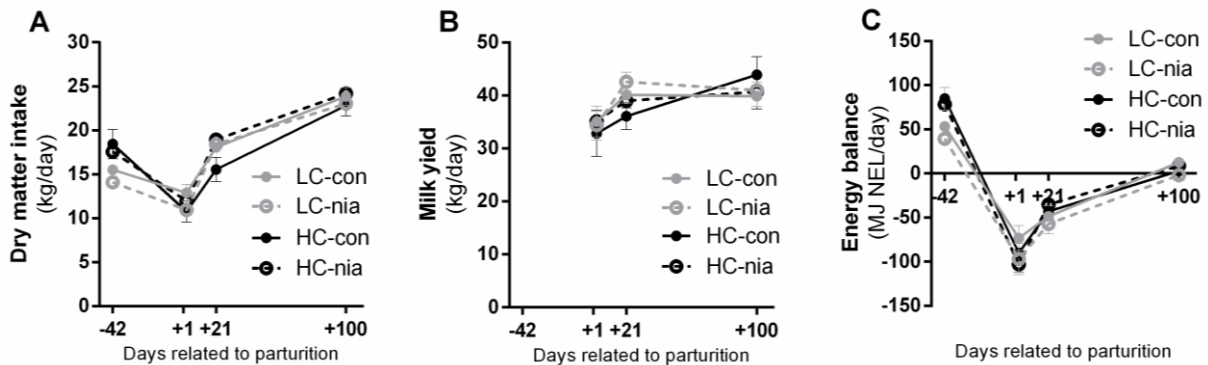 A
Dry matter intake
(kg/day)
30
25
20
15
10
5
0
-42
+1
+21
+100
Days related to parturition
LC-con
LC-nia
HC-con
HC-nia
B
Milk yield
(kg/day)
50
40
30
20
10
0
-42
+1
+21
+100
Days related to parturition
LC-con
LC-nia
HC-con
HC-nia
C
Energy balance
(MJ NEL/day)
150
100
50
0
-50
-100
-150
-42
+1
+21
+100
Days related to parturition
LC-con
LC-nia
HC-con
HC-nia